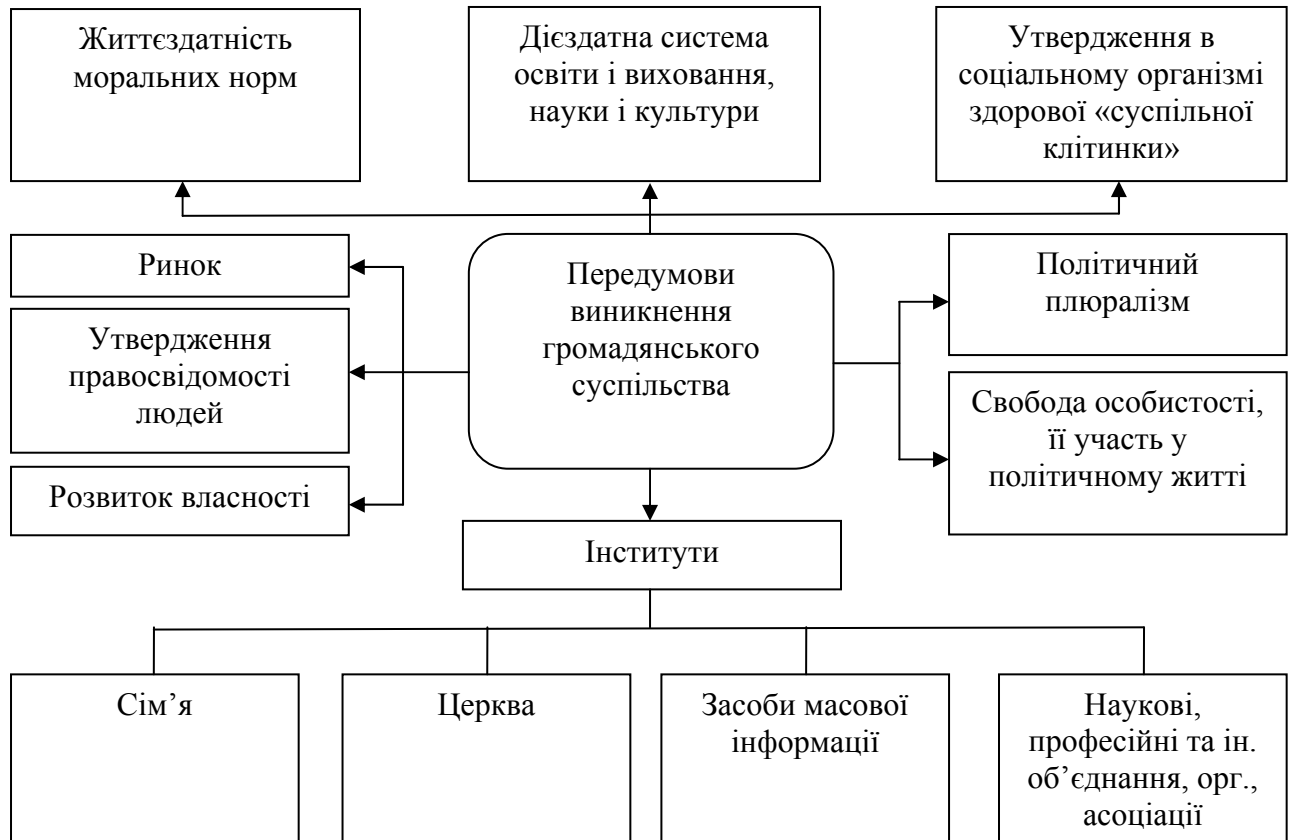 Життєздатність
моральних норм
Дієздатна система
освіти і виховання,
науки і культури
Утвердження в
соціальному організмі
здорової «суспільної
клітинки»
Ринок
Утвердження
правосвідомості
людей
Розвиток власності
Передумови
виникнення
громадянського
суспільства
Політичний
плюралізм
Свобода особистості,
її участь у
політичному житті
Інститути
Сім’я
Церква
Засоби масової
інформації
Наукові,
професійні та ін.
об’єднання, орг.,
асоціації